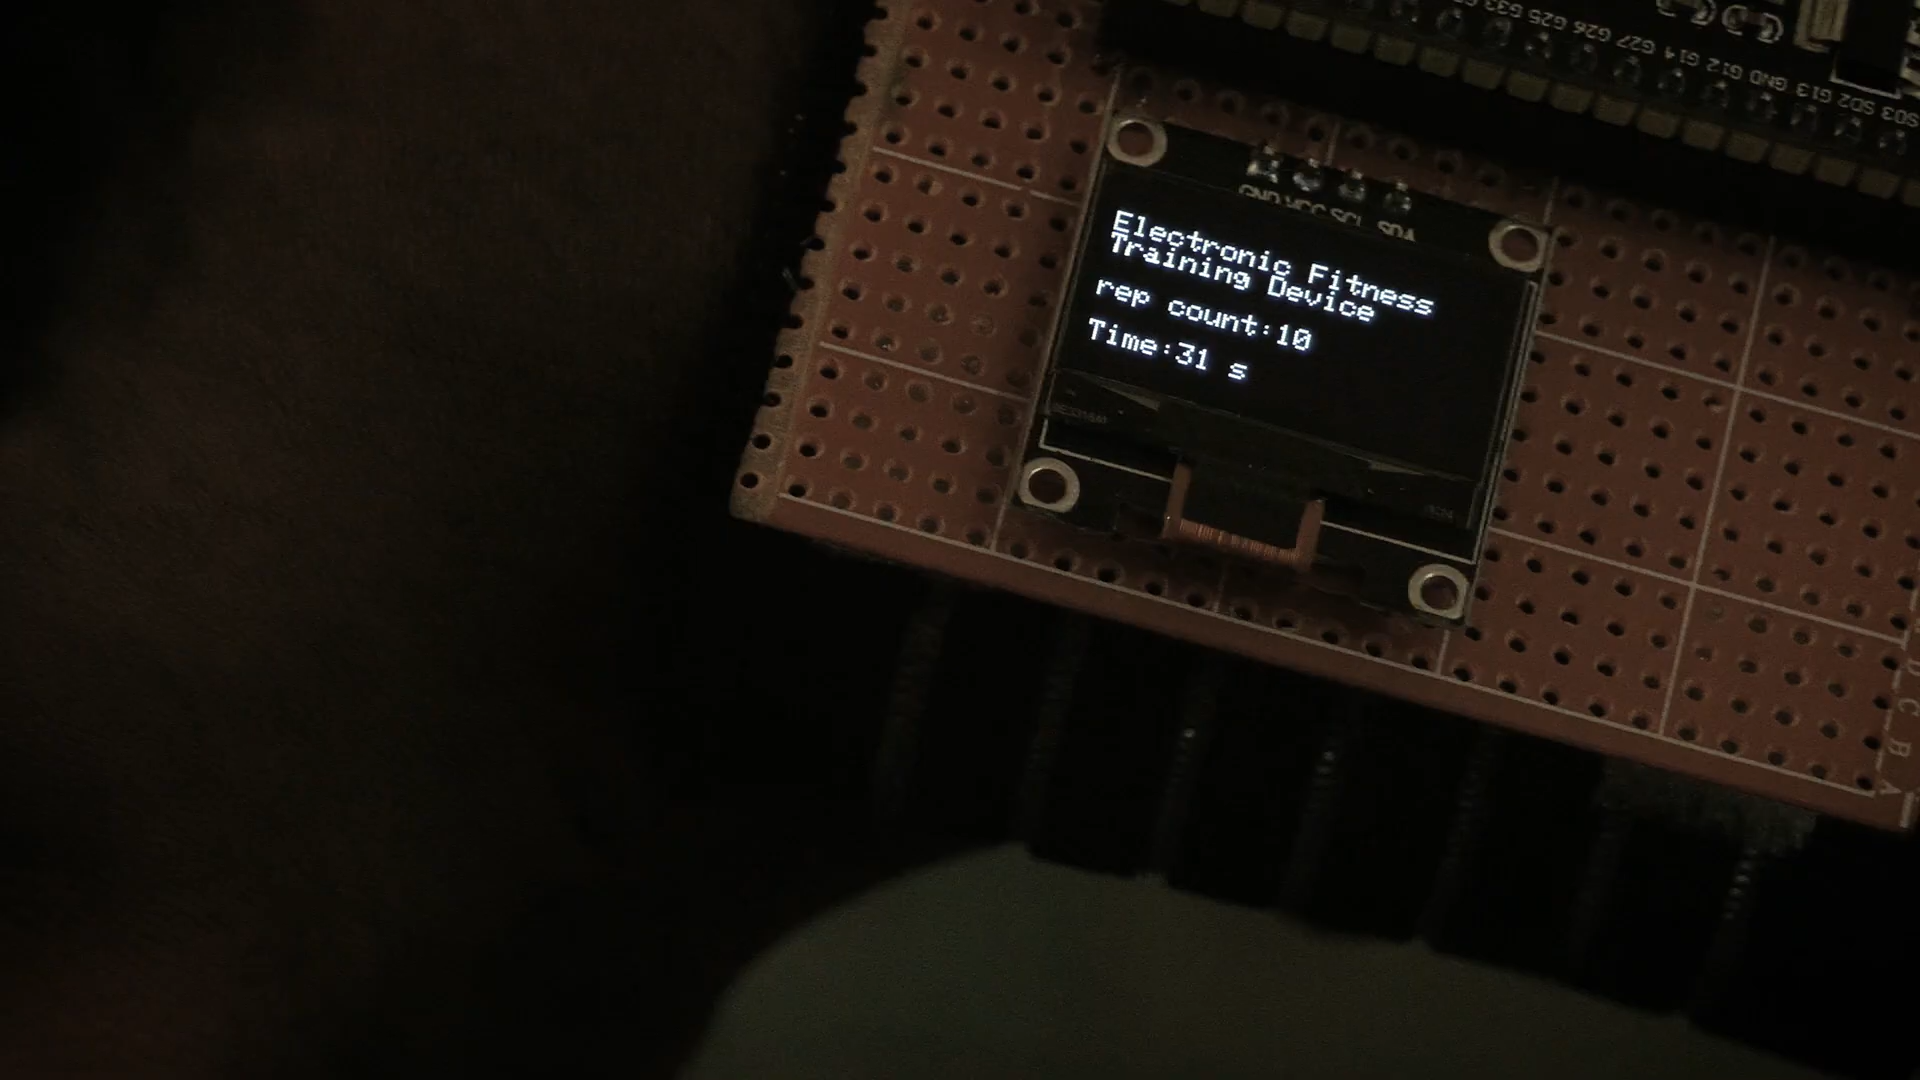 G33 G25 G26 G27 G14 G12 GND G13 SD2 SD3
GND VCC SCL SDA
Electronic Fitness
Training Device
rep count:10
Time:31 s
D
C
B
A